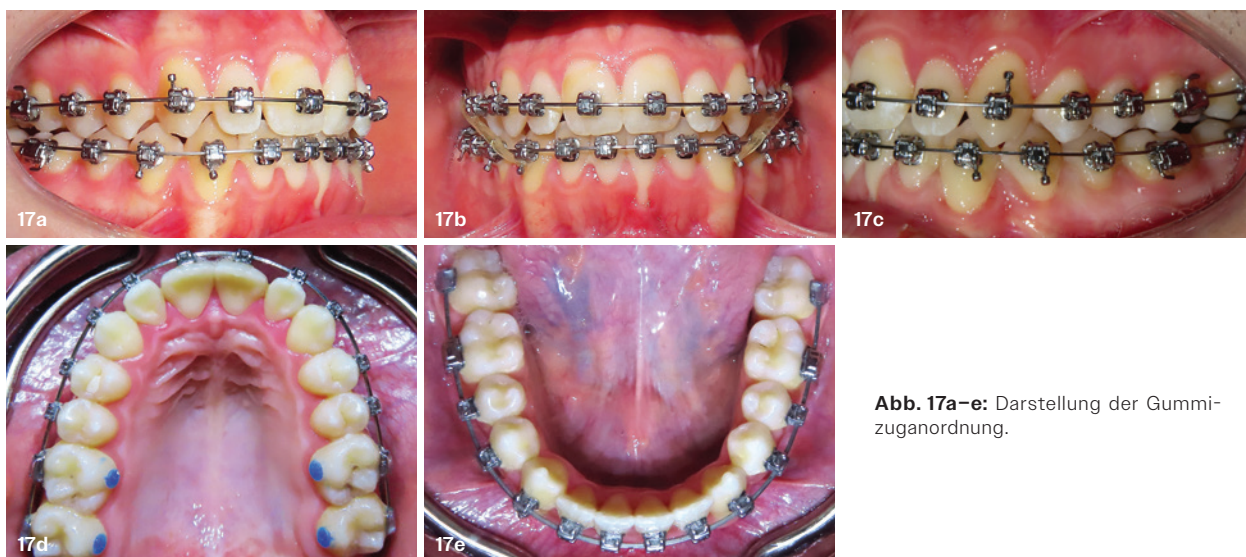 17a
17b
17c
17d
17e
Abb. 17a–e: Darstellung der Gummi-
zuganordnung.